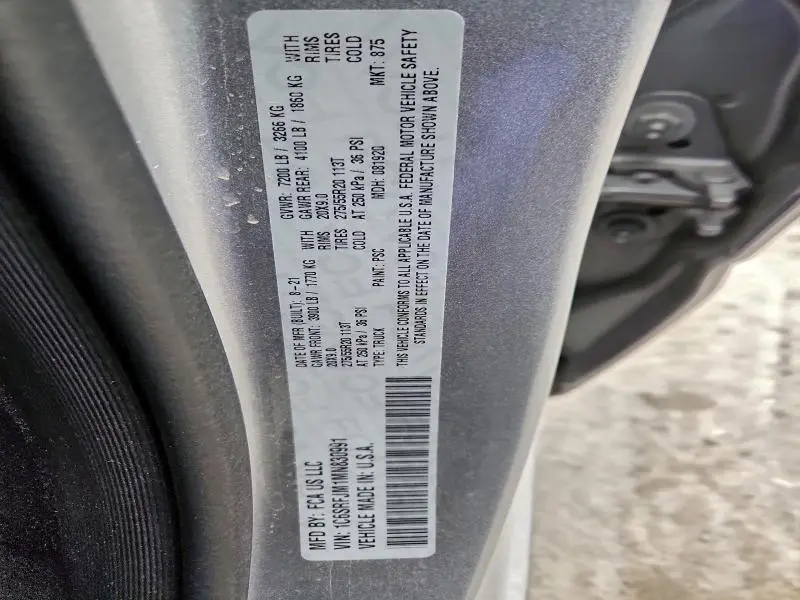 MFD BY: FCA US LLC
DATE OF MFR (BUILT): 8-21
GVWR: 7200 LB / 3266 KG
GAWR FRONT: 3900 LB / 1770 KG WITH
20X9.0 RIMS
275/55R20 113T TIRES
AT 250 kPa / 36 PSI COLD
GAWR REAR: 4100 LB / 1860 KG WITH
20X9.0 RIMS
275/55R20 113T TIRES
AT 250 kPa / 36 PSI COLD
VIN: 1C6SRFJM1MN830991
TYPE: TRUCK
PAINT: PSC
MDH: 081920
MKT: 875
VEHICLE MADE IN: U.S.A.
THIS VEHICLE CONFORMS TO ALL APPLICABLE U.S.A. FEDERAL MOTOR VEHICLE SAFETY
STANDARDS IN EFFECT ON THE DATE OF MANUFACTURE SHOWN ABOVE.